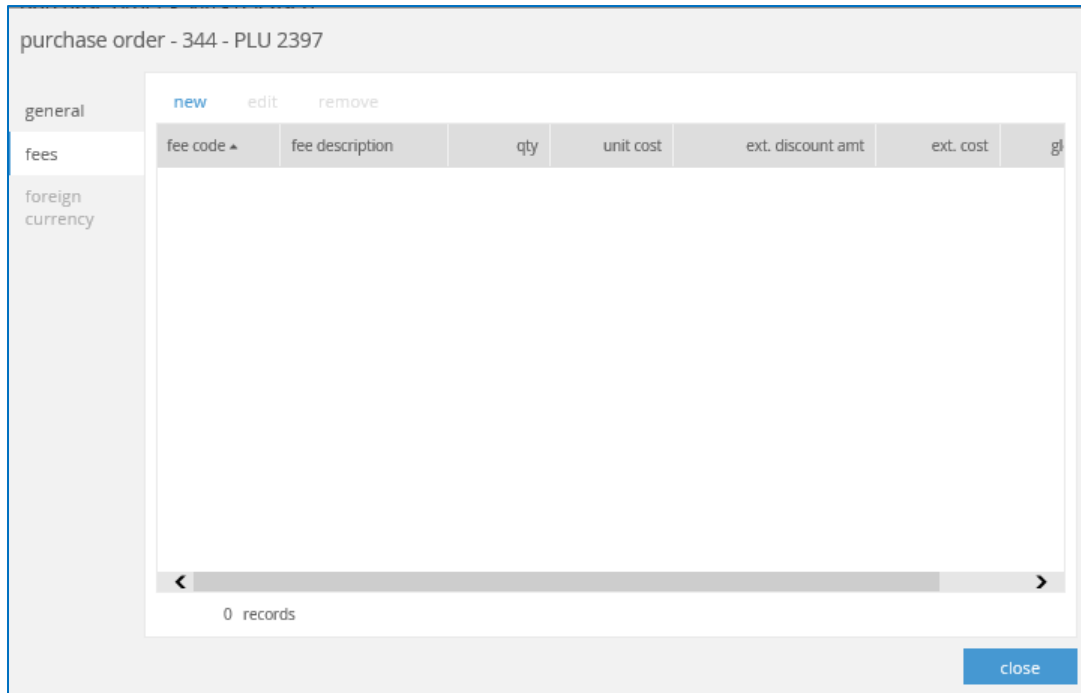 purchase order - 344 - PLU 2397
general
fees
foreign
currency
new edit remove
fee code fee description qty unit cost ext. discount amt ext. cost gl
0 records
close